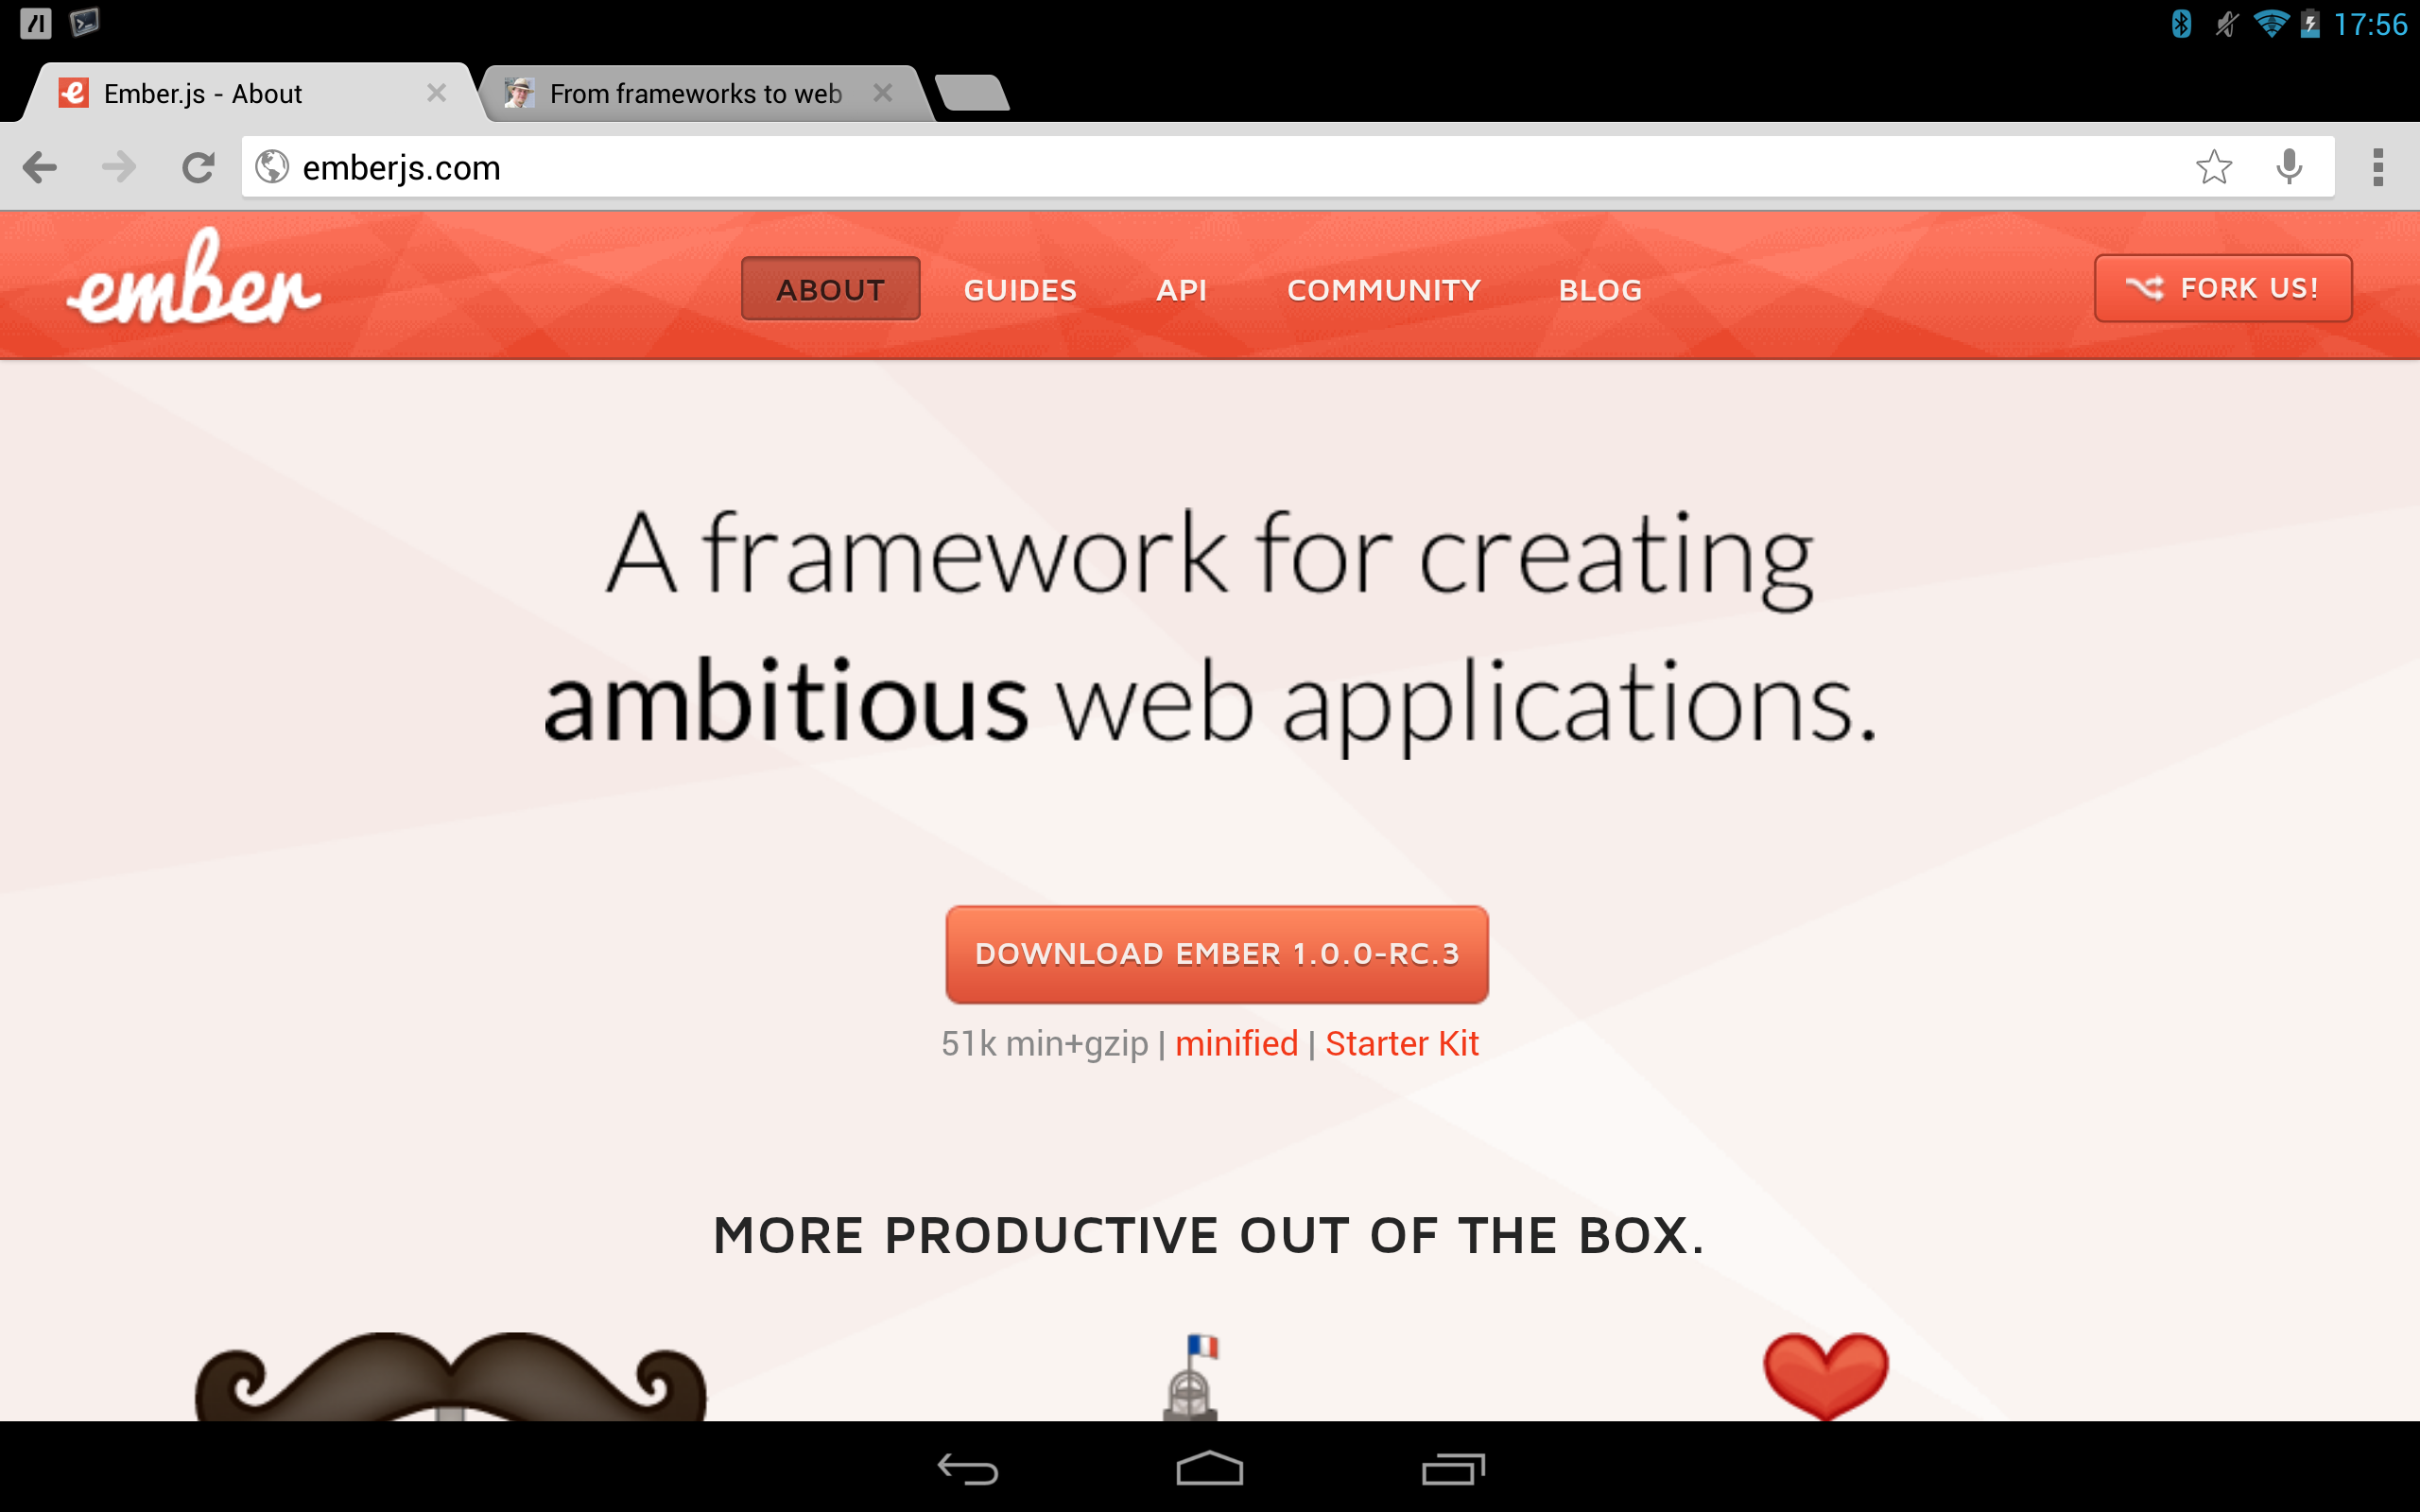 17:56
Ember.js - About
From frameworks to web
emberjs.com
ember
ABOUT
GUIDES
API
COMMUNITY
BLOG
FORK US!
A framework for creating
ambitious web applications.
DOWNLOAD EMBER 1.0.0-RC.3
51k min+gzip | minified | Starter Kit
MORE PRODUCTIVE OUT OF THE BOX.